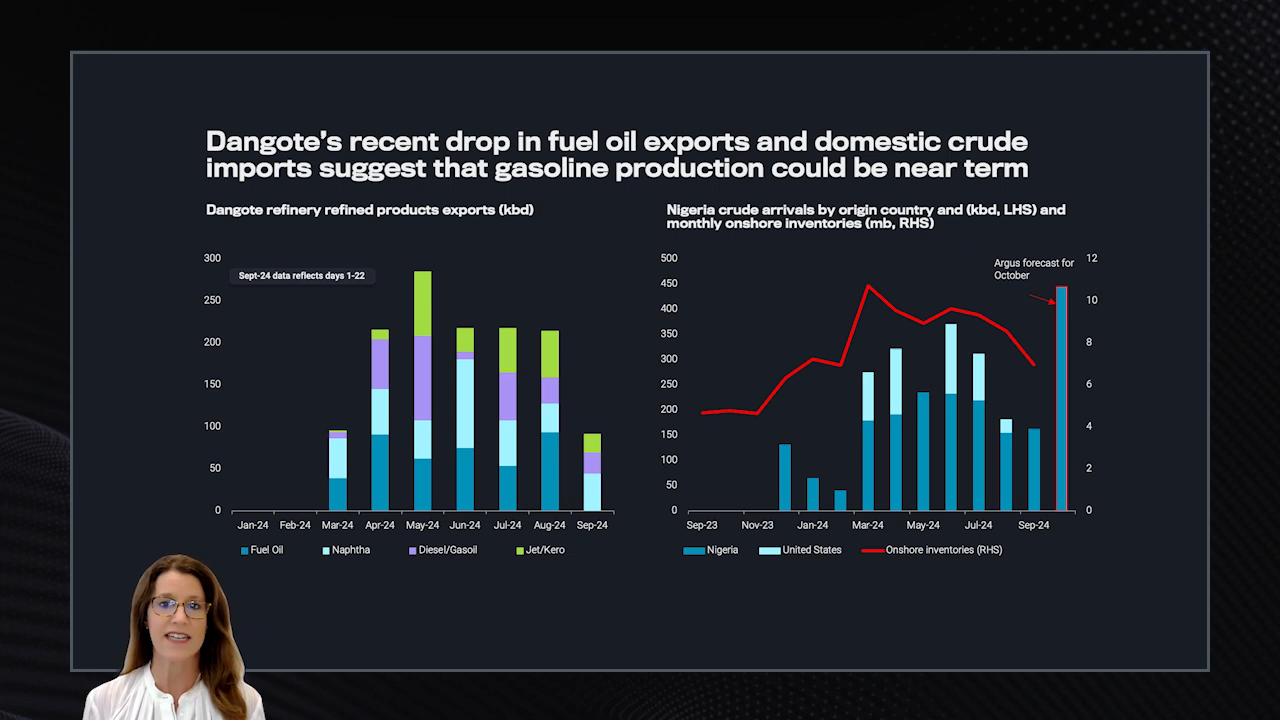 Dangote's recent drop in fuel oil exports and domestic crude
imports suggest that gasoline production could be near term
Dangote refinery refined products exports (kbd)
Sept-24 data reflects days 1-22
300
250
200
150
100
50
0
Jan-24 Feb-24 Mar-24 Apr-24 May-24 Jun-24 Jul-24 Aug-24 Sep-24
Fuel Oil Naphtha Diesel/Gasoil Jet/Kero
Nigeria crude arrivals by origin country and (kbd, LHS) and
monthly onshore inventories (mb, RHS)
Argus forecast for
October
500
450
400
350
300
250
200
150
100
50
0
12
10
8
6
4
2
0
Sep-23 Nov-23 Jan-24 Mar-24 May-24 Jul-24 Sep-24
Nigeria United States Onshore inventories (RHS)